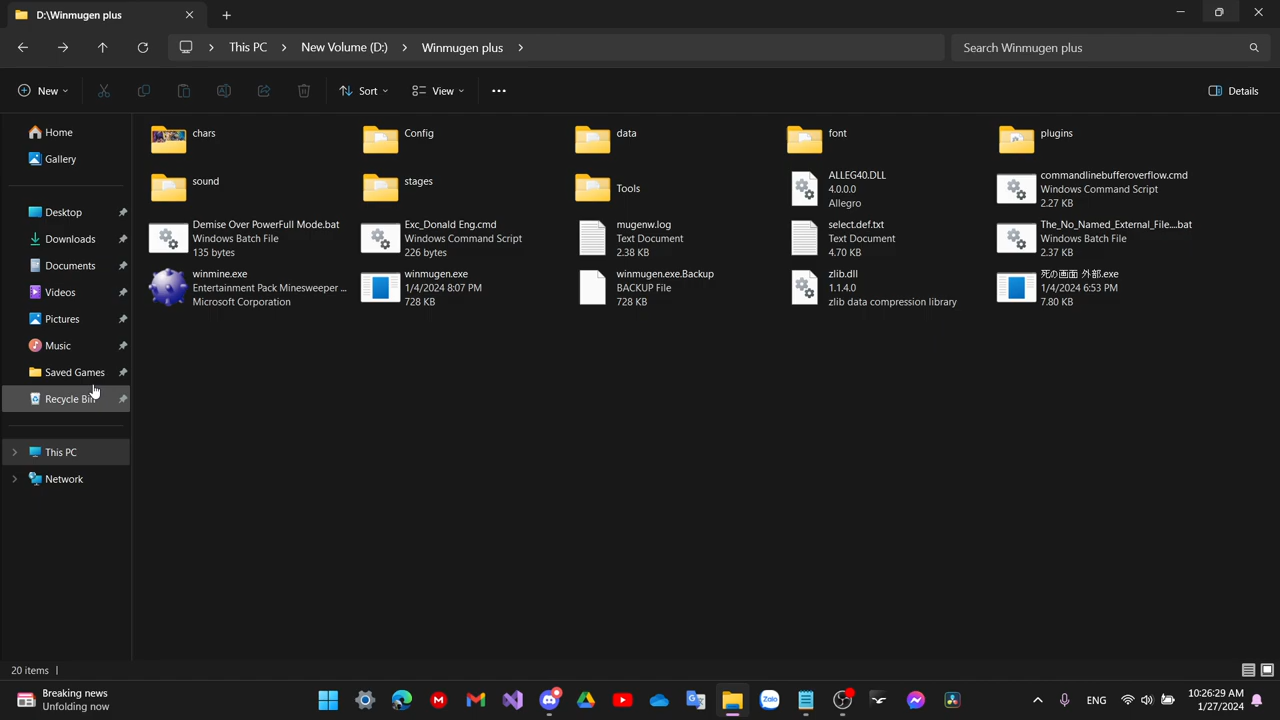 D:\Winmugen plus
This PC
New Volume (D:)
Winmugen plus
Search Winmugen plus
New
Sort
View
Details
Home
Gallery
Desktop
Downloads
Documents
Videos
Pictures
Music
Saved Games
Recycle Bin
This PC
Network
chars
Config
data
font
plugins
sound
stages
Tools
ALLEG40.DLL
4.0.0.0
Allegro
commandlinebufferoverflow.cmd
Windows Command Script
2.27 KB
Demise Over PowerFull Mode.bat
Windows Batch File
135 bytes
Exc_Donald Eng.cmd
Windows Command Script
226 bytes
mugenw.log
Text Document
2.38 KB
select.def.txt
Text Document
4.70 KB
The_No_Named_External_File....bat
Windows Batch File
2.37 KB
winmine.exe
Entertainment Pack Minesweeper ...
Microsoft Corporation
winmugen.exe
1/4/2024 8:07 PM
728 KB
winmugen.exe.Backup
BACKUP File
728 KB
zlib.dll
1.1.4.0
zlib data compression library
死の画面 外部.exe
1/4/2024 6:53 PM
7.80 KB
20 items
Breaking news
Unfolding now
Zalo
ENG
10:26:29 AM
1/27/2024